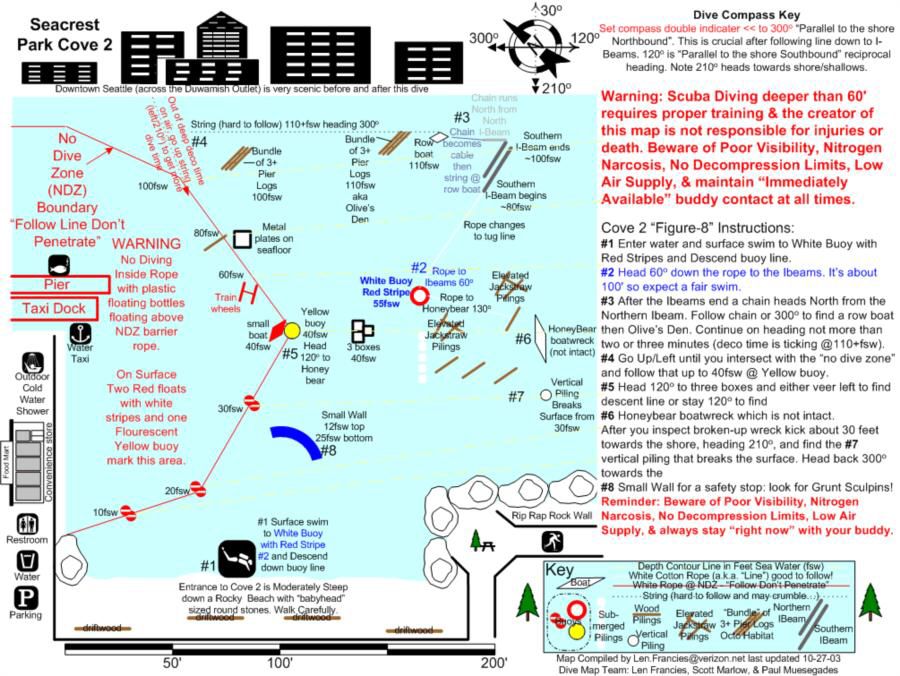 Seacrest
Park Cove 2
Downtown Seattle (across the Duwamish Outlet) is very scenic before and after this dive
30º
300º
120º
210º
Dive Compass Key
Set compass double indicater << to 300º "Parallel to the shore
Northbound". This is crucial after following line down to I-
Beams. 120º is "Parallel to the shore Southbound" reciprocal
heading. Note 210º heads towards shore/shallows.
Warning: Scuba Diving deeper than 60'
requires proper training & the creator of
this map is not responsible for injuries or
death. Beware of Poor Visibility, Nitrogen
Narcosis, No Decompression Limits, Low
Air Supply, & maintain "Immediately
Available" buddy contact at all times.
Cove 2 "Figure-8" Instructions:
#1 Enter water and surface swim to White Buoy with
Red Stripes and Descend buoy line.
#2 Head 60º down the rope to the Ibeams. It's about
100' so expect a fair swim.
#3 After the Ibeams end a chain heads North from the
Northern Ibeam. Follow chain or 300º to find a row boat
then Olive's Den. Continue on heading not more than
two or three minutes (deco time is ticking @110+fsw).
#4 Go Up/Left until you intersect with the "no dive zone"
and follow that up to 40fsw @ Yellow buoy.
#5 Head 120º to three boxes and either veer left to find
descent line or stay 120º to find
#6 Honeybear boatwreck which is not intact.
After you inspect broken-up wreck kick about 30 feet
towards the shore, heading 210º, and find the #7
vertical piling that breaks the surface. Head back 300º
towards the
#8 Small Wall for a safety stop: look for Grunt Sculpins!
Reminder: Beware of Poor Visibility, Nitrogen
Narcosis, No Decompression Limits, Low Air
Supply, & always stay "right now" with your buddy.
No
Dive
Zone
(NDZ)
Boundary
"Follow Line Don't
Penetrate"
Out of deep deco time
on air, go up string
(left/210º) to get more
dive time
String (hard to follow) 110+fsw heading 300º
#4
Bundle
of 3+
Pier
Logs
100fsw
Bundle
of 3+
Pier
Logs
110fsw
aka
Olive's
Den
Row
boat
110fsw
#3
Chain
becomes
cable
then
string @
row boat
Chain runs
North from
North
I-Beam
Southern
I-Beam ends
~100fsw
Southern
I-Beam begins
~80fsw
Rope changes
to tug line
100fsw
80fsw
Metal
plates on
seafloor
60fsw
Train
wheels
WARNING
No Diving
Inside Rope
with plastic
floating bottles
floating above
NDZ barrier
rope.
On Surface
Two Red floats
with white
stripes and one
Flourescent
Yellow buoy
mark this area.
Pier
Taxi Dock
Water
Taxi
#2
Rope to
Ibeams 60º
White Buoy
Red Stripe
55fsw
Rope to
Honeybear 130º
Elevated
Jackstraw
Pilings
Elevated
Jackstraw
Pilings
#6
HoneyBear
boatwreck
(not intact)
small
boat
40fsw
Yellow
buoy
40fsw
Head
120º to
Honey
bear
#5
3 boxes
40fsw
#7
Vertical
Piling
Breaks
Surface from
30fsw
30fsw
Small Wall
12fsw top
25fsw bottom
#8
20fsw
10fsw
Outdoor
Cold
Water
Shower
Food Mart
Convenience store
Restroom
Water
P
Parking
#1
#1 Surface swim
to White Buoy
with Red Stripe
#2 and Descend
down buoy line
Entrance to Cove 2 is Moderately Steep
down a Rocky Beach with "babyhead"
sized round stones. Walk Carefully.
driftwood
driftwood
driftwood
driftwood
Rip Rap Rock Wall
50'
100'
200'
Key
Boat
Depth Contour Line in Feet Sea Water (fsw)
White Cotton Rope (a.k.a. "Line") good to follow!
White Rope @ NDZ - "Follow Don't Penetrate"
String (hard to follow and may crumble…)
Buoys
Sub-
merged
Pilings
Wood
Pilings
Vertical
Piling
Elevated
Jackstraw
Pilings
"Bundle" of
3+ Pier Logs
Octo Habitat
Northern
IBeam
Southern
IBeam
Map Compiled by Len.Francies@verizon.net last updated 10-27-03
Dive Map Team: Len Francies, Scott Marlow, & Paul Muesegades